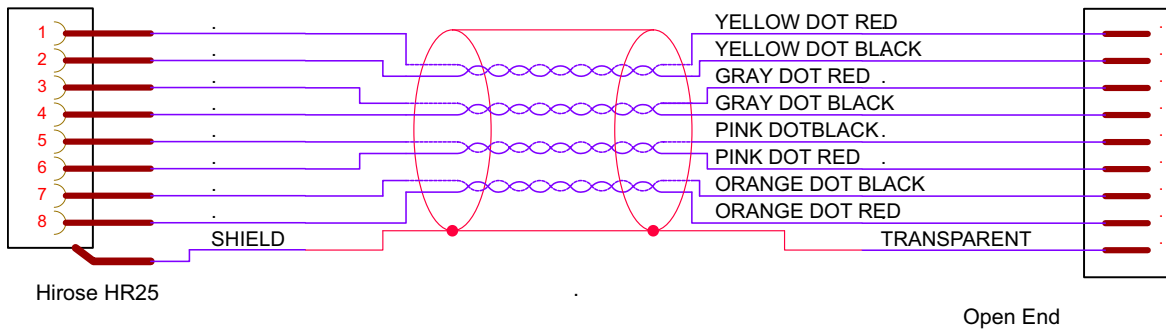 1 YELLOW DOT RED
2 YELLOW DOT BLACK
3 GRAY DOT RED .
4 GRAY DOT BLACK
5 PINK DOTBLACK.
6 PINK DOT RED .
7 ORANGE DOT BLACK
8 ORANGE DOT RED
SHIELD TRANSPARENT
Hirose HR25
Open End